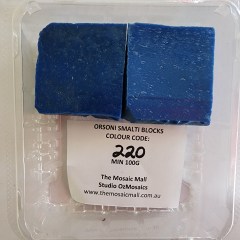 ORSONI SMALTI BLOCKS
COLOUR CODE:
220
MIN 100G
The Mosaic Mall
Studio OzMosaics
www.themosaicmall.com.au